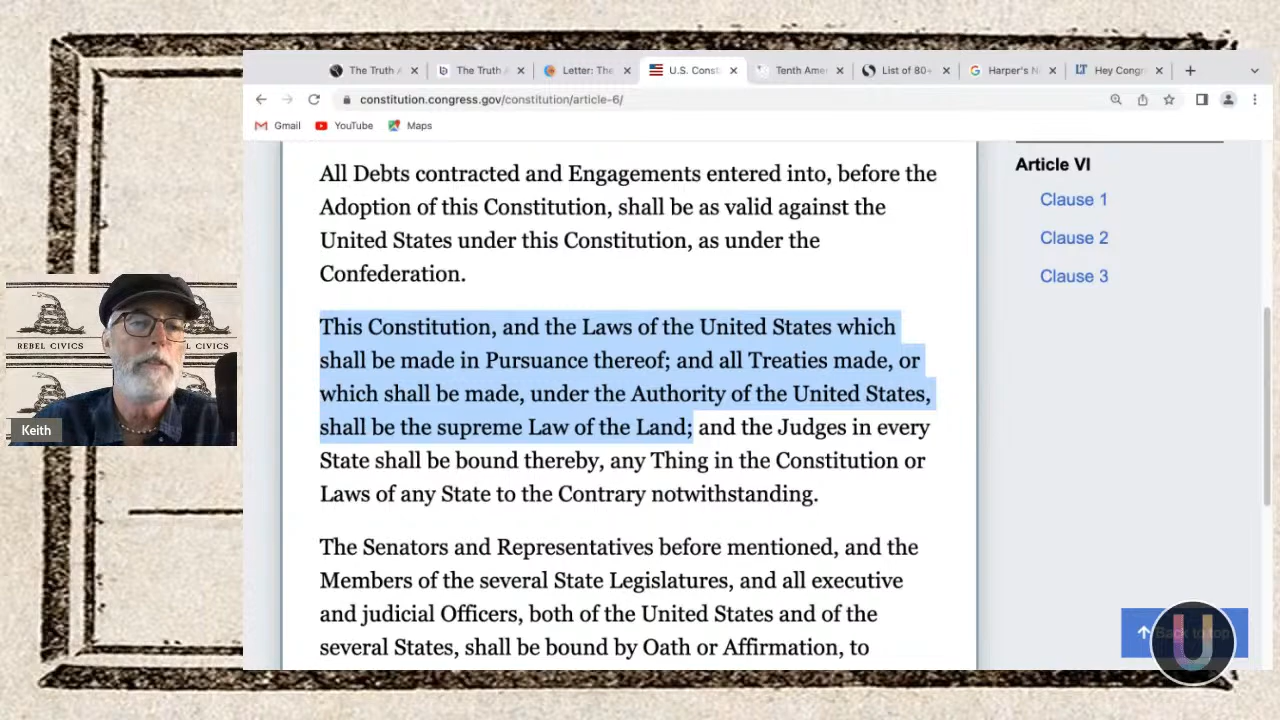 The Truth A
The Truth A
Letter: The
U.S. Const
Tenth Ame
List of 80+
Harper's N
Hey Congr
constitution.congress.gov/constitution/article-6/
Gmail
YouTube
Maps
All Debts contracted and Engagements entered into, before the
Adoption of this Constitution, shall be as valid against the
United States under this Constitution, as under the
Confederation.
This Constitution, and the Laws of the United States which
shall be made in Pursuance thereof; and all Treaties made, or
which shall be made, under the Authority of the United States,
shall be the supreme Law of the Land; and the Judges in every
State shall be bound thereby, any Thing in the Constitution or
Laws of any State to the Contrary notwithstanding.
The Senators and Representatives before mentioned, and the
Members of the several State Legislatures, and all executive
and judicial Officers, both of the United States and of the
several States, shall be bound by Oath or Affirmation, to
Article VI
Clause 1
Clause 2
Clause 3
Back to top
U
REBEL CIVICS
L CIVICS
Keith